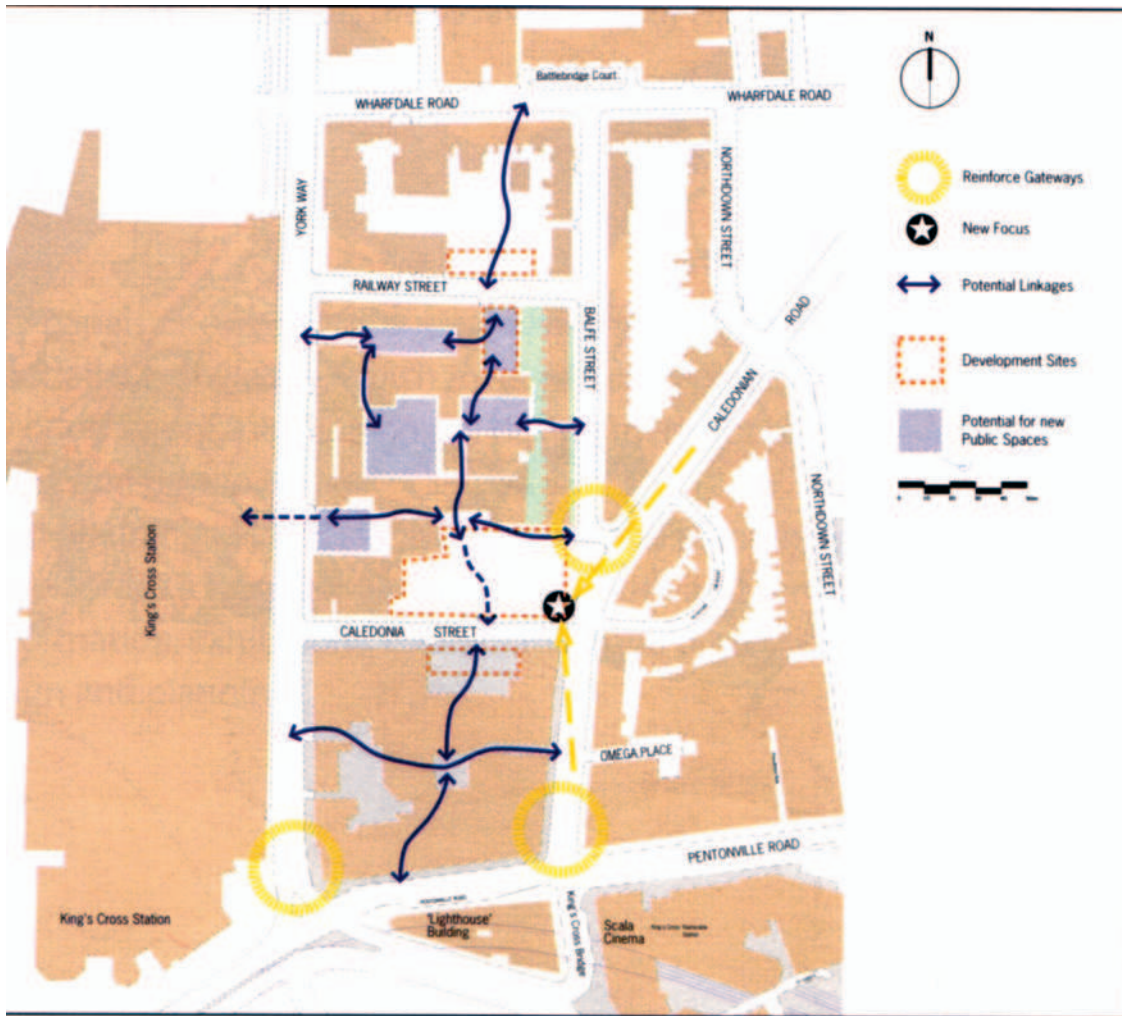 Battlebridge Court
WHARFDALE ROAD
WHARFDALE ROAD
N
YORK WAY
NORTHDOWN STREET
Reinforce Gateways
New Focus
RAILWAY STREET
Potential Linkages
BALFE STREET
ROAD
CALEDONIAN
Development Sites
Potential for new
Public Spaces
NORTHDOWN STREET
King's Cross Station
CALEDONIA STREET
OMEGA PLACE
PENTONVILLE ROAD
PENTONVILLE ROAD
King's Cross Station
'Lighthouse'
Building
King's Cross Bridge
Scala
Cinema